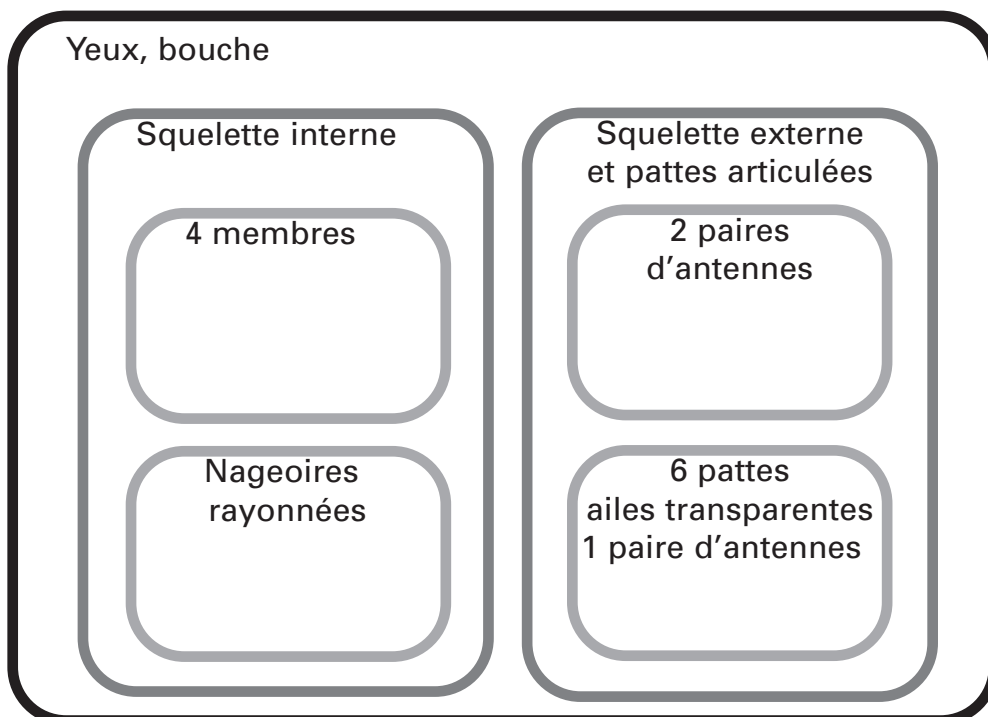 Yeux, bouche
Squelette interne
4 membres
Nageoires
rayonnées
Squelette externe
et pattes articulées
2 paires
d’antennes
6 pattes
ailes transparentes
1 paire d’antennes